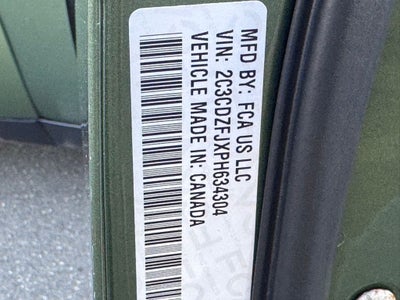 MFD BY: FCA US LLC
VIN: 2C3CDZFJXPH634304
VEHICLE MADE IN: CANADA